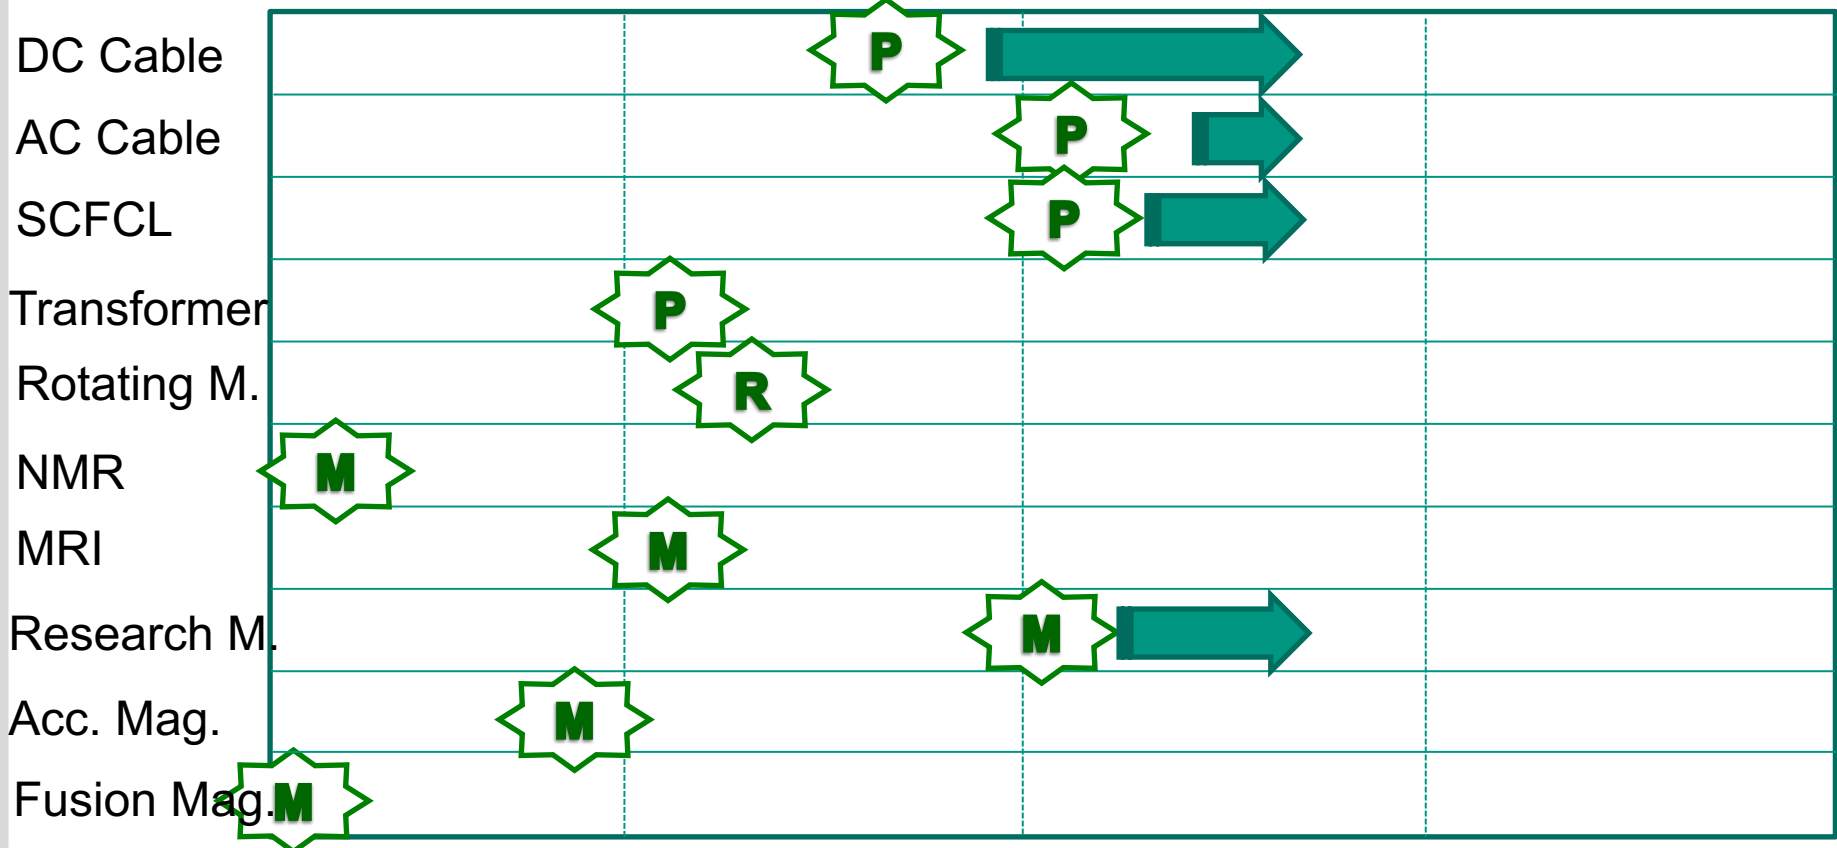 DC Cable P
AC Cable P
SCFCL P
Transformer P
Rotating M. R
NMR M
MRI M
Research M. M
Acc. Mag. M
Fusion Mag. M